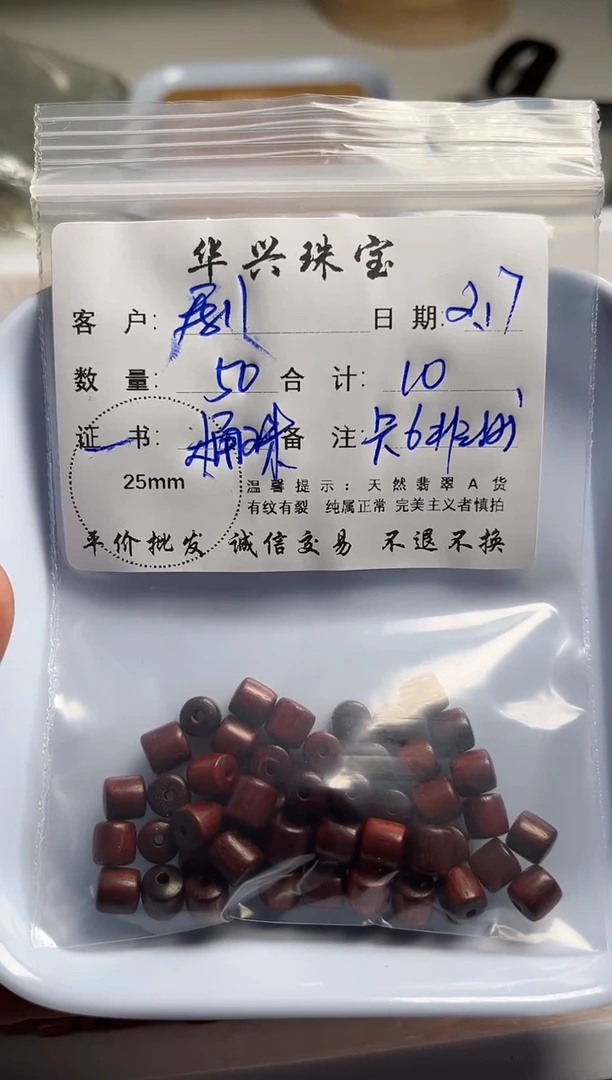 华兴珠宝
客 户: 日 期: 2.17
数 量: 50 合 计: 10
证 书: 桶珠 备 注:
25mm
温馨提示:天然翡翠A货
有纹有裂 纯属正常 完美主义者慎拍
平价批发 诚信交易 不退不换